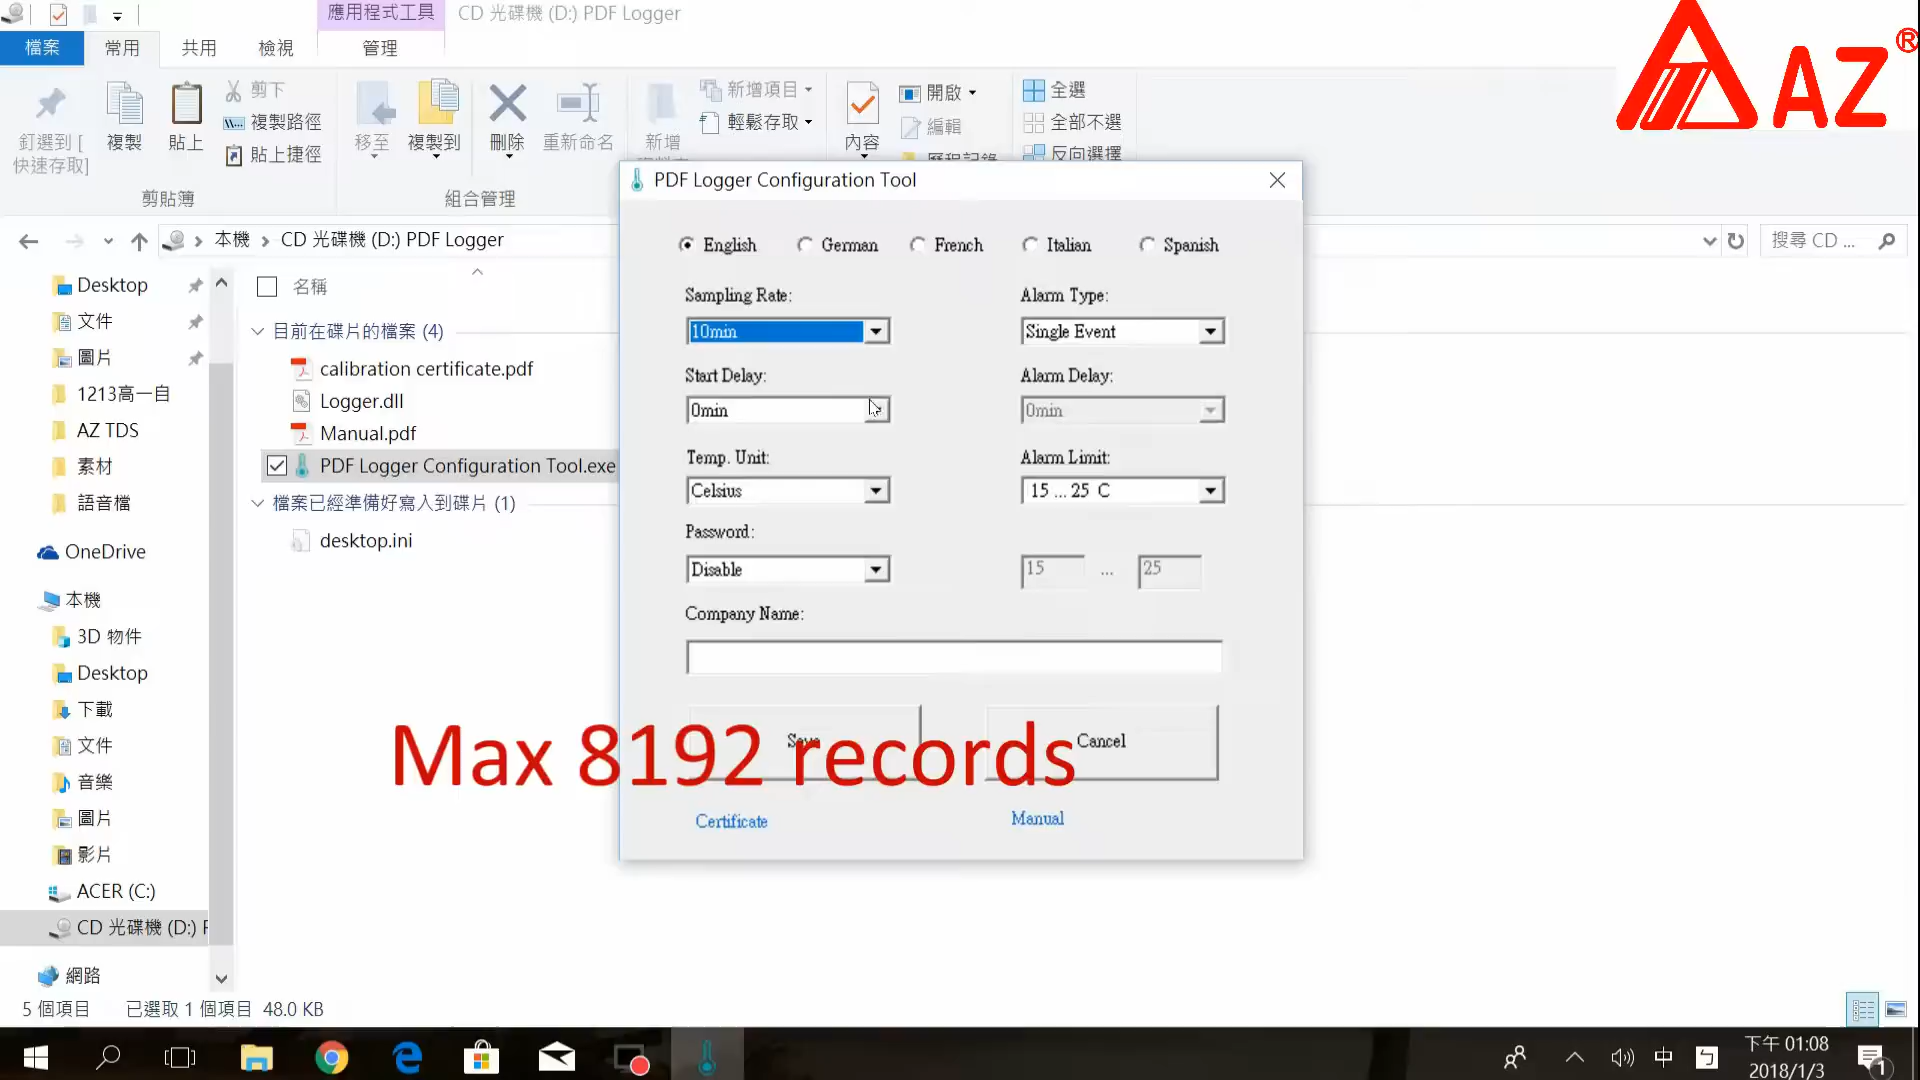 應用程式工具
CD 光碟機 (D:) PDF Logger
檔案
常用
共用
檢視
管理
釘選到 [
快速存取]
複製
貼上
剪下
複製路徑
貼上捷徑
剪貼簿
移至
複製到
刪除
重新命名
組合管理
新增
新增項目
輕鬆存取
內容
開啟
編輯
歷程記錄
全選
全部不選
反向選擇
AZ®
本機
CD 光碟機 (D:) PDF Logger
搜尋 CD ...
Desktop
文件
圖片
1213高一自
AZ TDS
素材
語音檔
OneDrive
本機
3D 物件
Desktop
下載
文件
音樂
圖片
影片
ACER (C:)
CD 光碟機 (D:)
網路
名稱
目前在碟片的檔案 (4)
calibration certificate.pdf
Logger.dll
Manual.pdf
PDF Logger Configuration Tool.exe
檔案已經準備好寫入到碟片 (1)
desktop.ini
PDF Logger Configuration Tool
English German French Italian Spanish
Sampling Rate:
10min
Alarm Type:
Single Event
Start Delay:
0min
Alarm Delay:
0min
Temp. Unit:
Celsius
Alarm Limit:
15 ... 25 C
Password:
Disable
15 ... 25
Company Name:
Save
Cancel
Max 8192 records
Certificate
Manual
5 個項目 已選取 1 個項目 48.0 KB
中
下午 01:08
2018/1/3
1